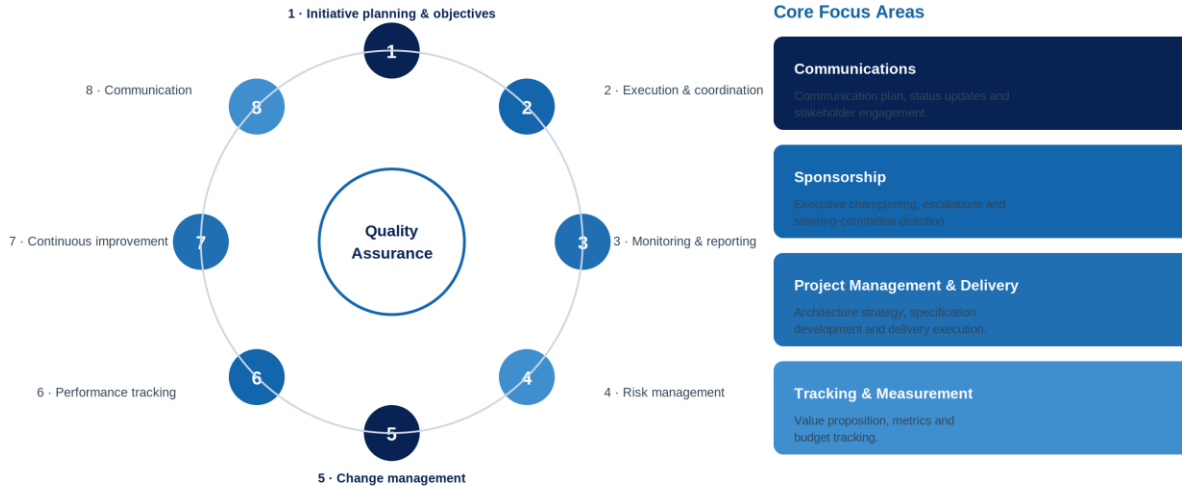 1 · Initiative planning & objectives
1
8 · Communication
8
2
2 · Execution & coordination
7 · Continuous improvement
7
Quality
Assurance
3
3 · Monitoring & reporting
6 · Performance tracking
6
4
4 · Risk management
5
5 · Change management
Core Focus Areas
Communications
Communication plan, status updates and
stakeholder engagement.
Sponsorship
Executive championing, escalations and
steering-committee direction.
Project Management & Delivery
Architecture strategy, specification
development and delivery execution.
Tracking & Measurement
Value proposition, metrics and
budget tracking.